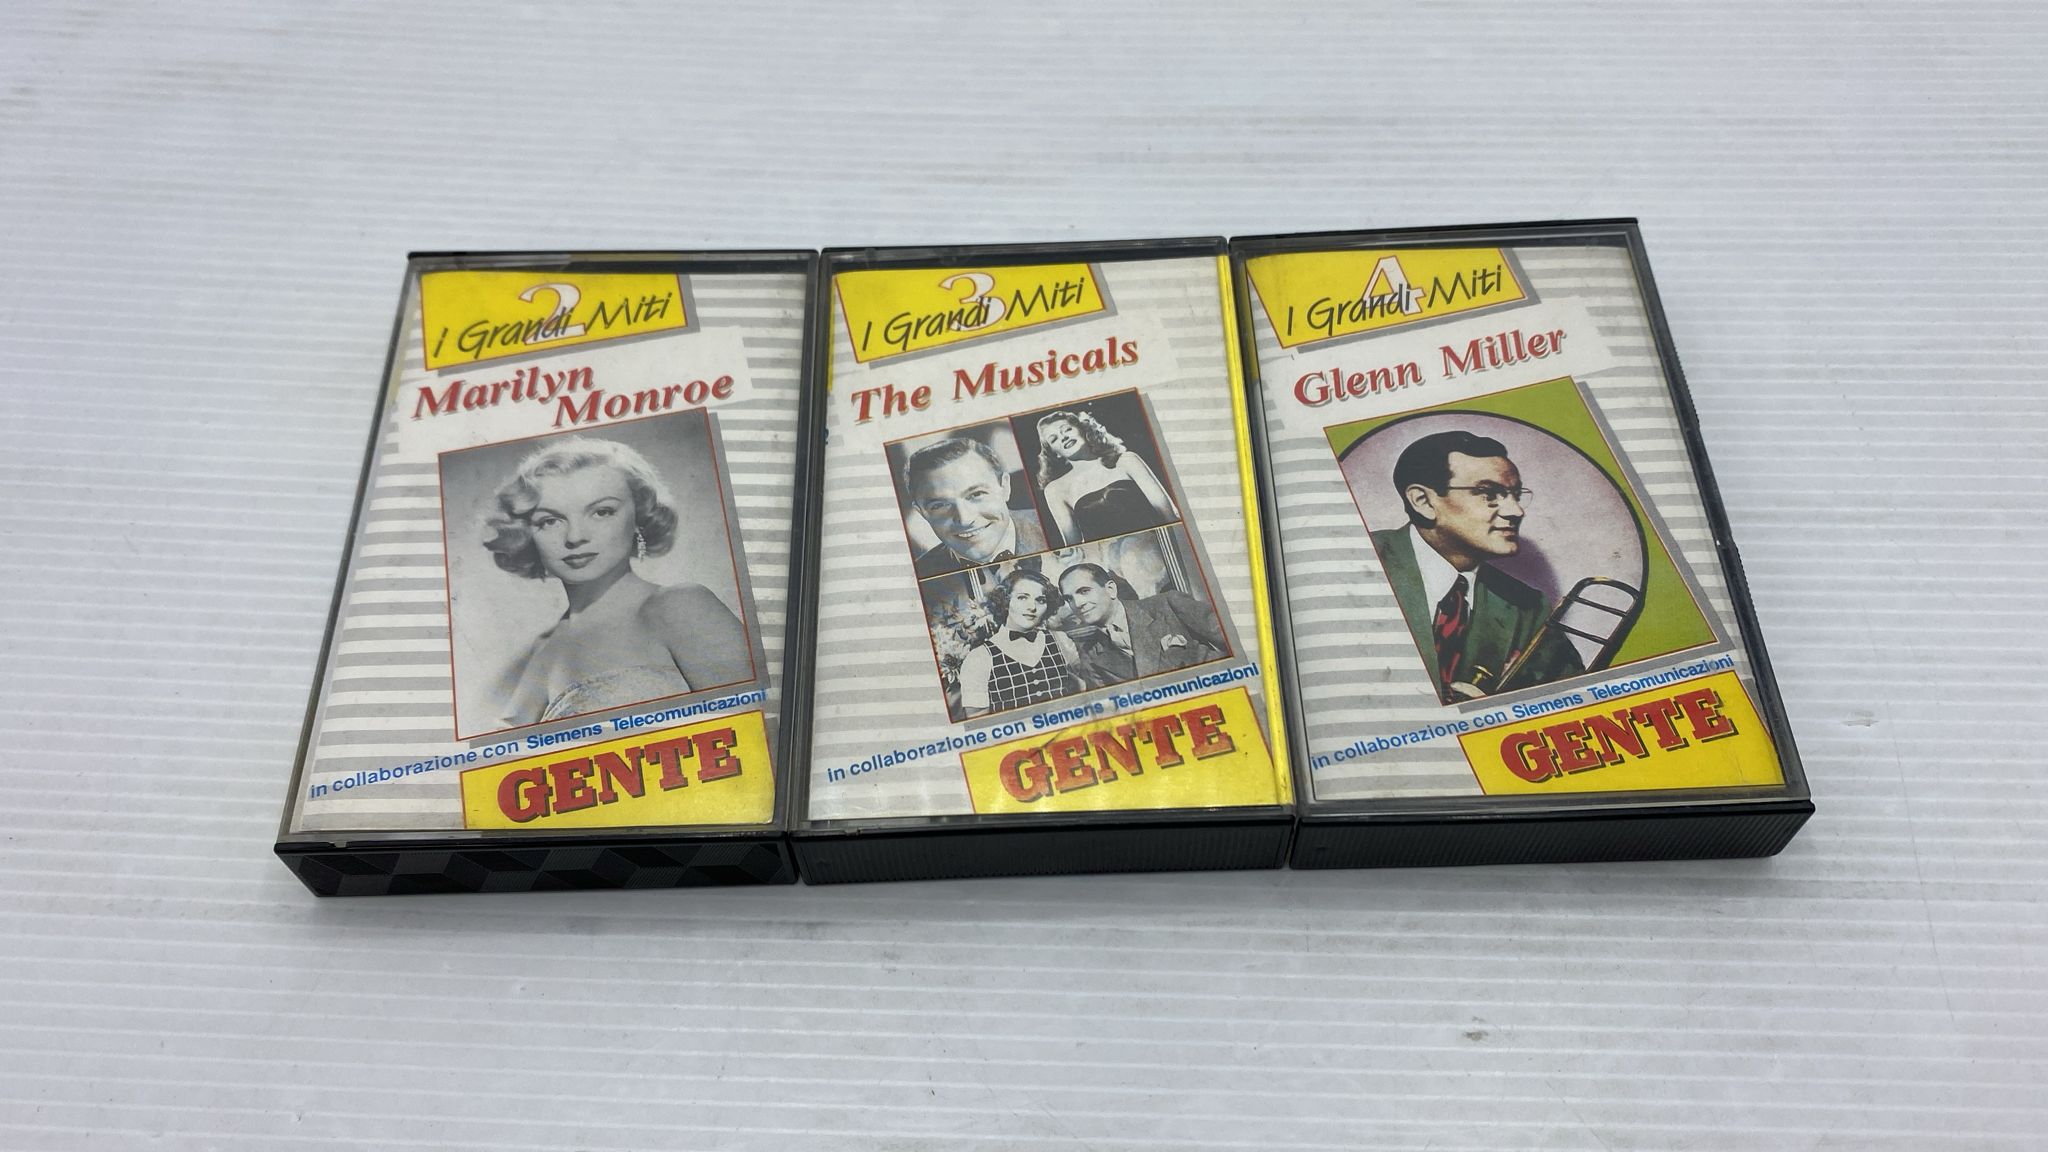 2
I Grandi Miti
Marilyn
Monroe
in collaborazione con Siemens Telecomunicazioni
GENTE
3
I Grandi Miti
The Musicals
in collaborazione con Siemens Telecomunicazioni
GENTE
4
I Grandi Miti
Glenn Miller
in collaborazione con Siemens Telecomunicazioni
GENTE